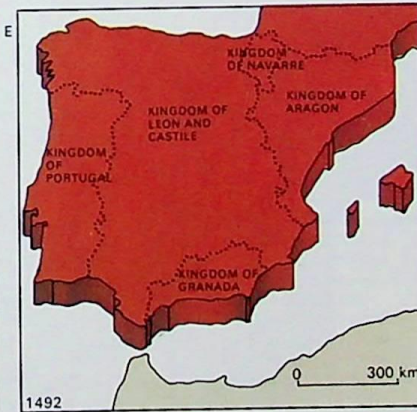 E
KINGDOM
DE NAVARRE
KINGDOM OF
ARAGON
KINGDOM OF
LEON AND
CASTILE
KINGDOM
OF
PORTUGAL
KINGDOM OF
GRANADA
0 300 km
1492